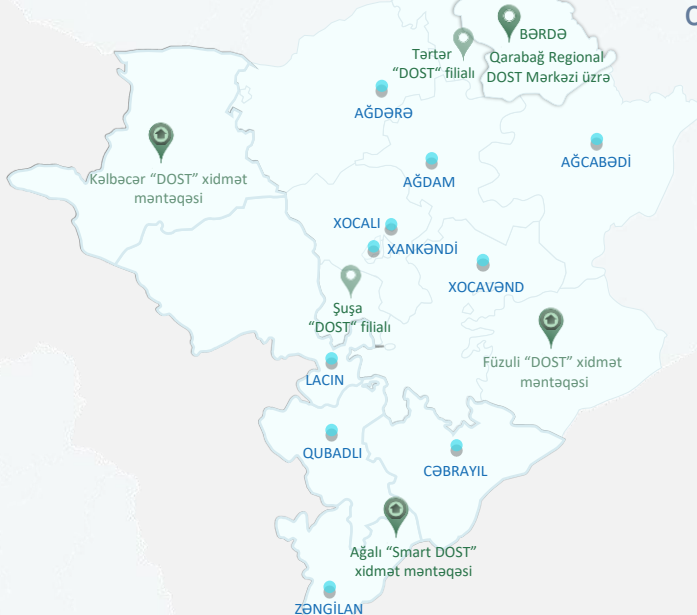 BƏRDƏ
Qarabağ Regional
DOST Mərkəzi üzrə
Tərtər
“DOST“ filialı
AĞDƏRƏ
AĞCABƏDİ
AĞDAM
Kəlbəcər “DOST” xidmət
məntəqəsi
XOCALI
XANKƏNDİ
XOCAVƏND
Şuşa
“DOST“ filialı
Füzuli “DOST” xidmət
məntəqəsi
LACIN
QUBADLI
CƏBRAYIL
Ağalı “Smart DOST”
xidmət məntəqəsi
ZƏNGİLAN